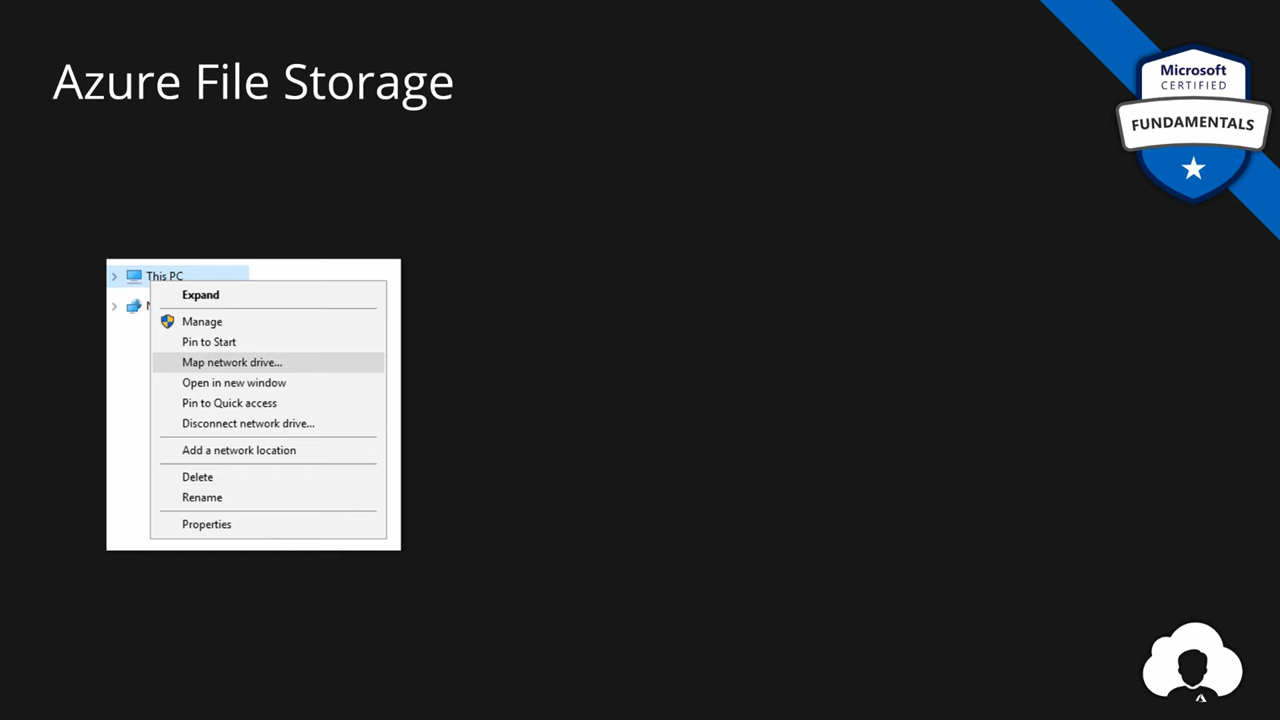 Azure File Storage
Microsoft
CERTIFIED
FUNDAMENTALS
This PC
Expand
Manage
Pin to Start
Map network drive...
Open in new window
Pin to Quick access
Disconnect network drive...
Add a network location
Delete
Rename
Properties